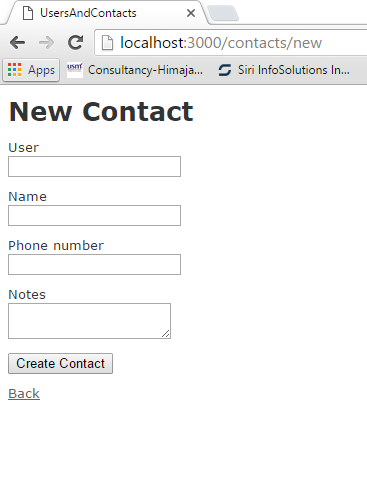 UsersAndContacts
localhost:3000/contacts/new
Apps
usmf
Consultancy-Himaja...
Siri InfoSolutions In...
New Contact
User
Name
Phone number
Notes
Create Contact
Back